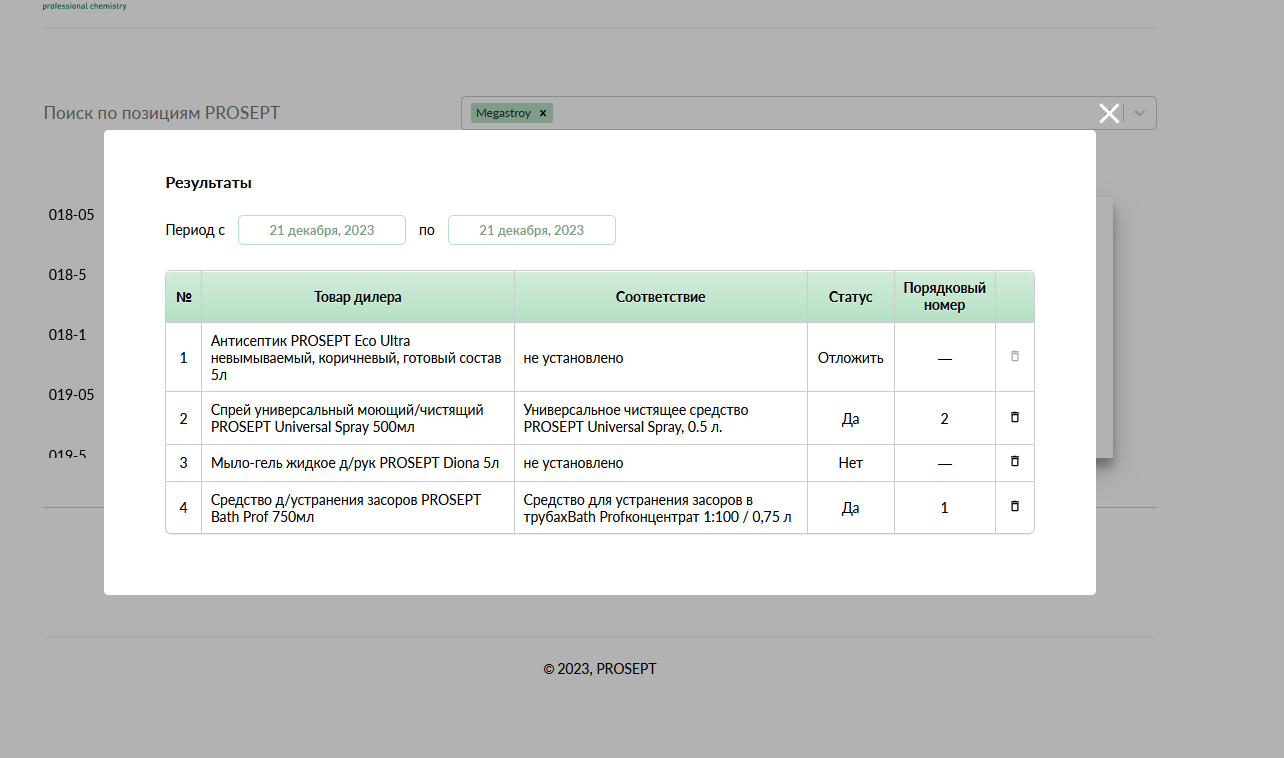 professional chemistry
Поиск по позициям PROSEPT
Megastroy ×
Результаты
018-05
Период с 21 декабря, 2023 по 21 декабря, 2023
018-5
№ Товар дилера Соответствие Статус Порядковый
номер
018-1
Антисептик PROSEPT Eco Ultra
1 невымываемый, коричневый, готовый состав не установлено Отложить —
5л
019-05
2 Спрей универсальный моющий/чистящий Универсальное чистящее средство Да 2
PROSEPT Universal Spray 500мл PROSEPT Universal Spray, 0.5 л.
019-5
3 Мыло-гель жидкое д/рук PROSEPT Diona 5л не установлено Нет —
4 Средство д/устранения засоров PROSEPT Средство для устранения засоров в Да 1
Bath Prof 750мл трубахBath Profконцентрат 1:100 / 0,75 л
© 2023, PROSEPT